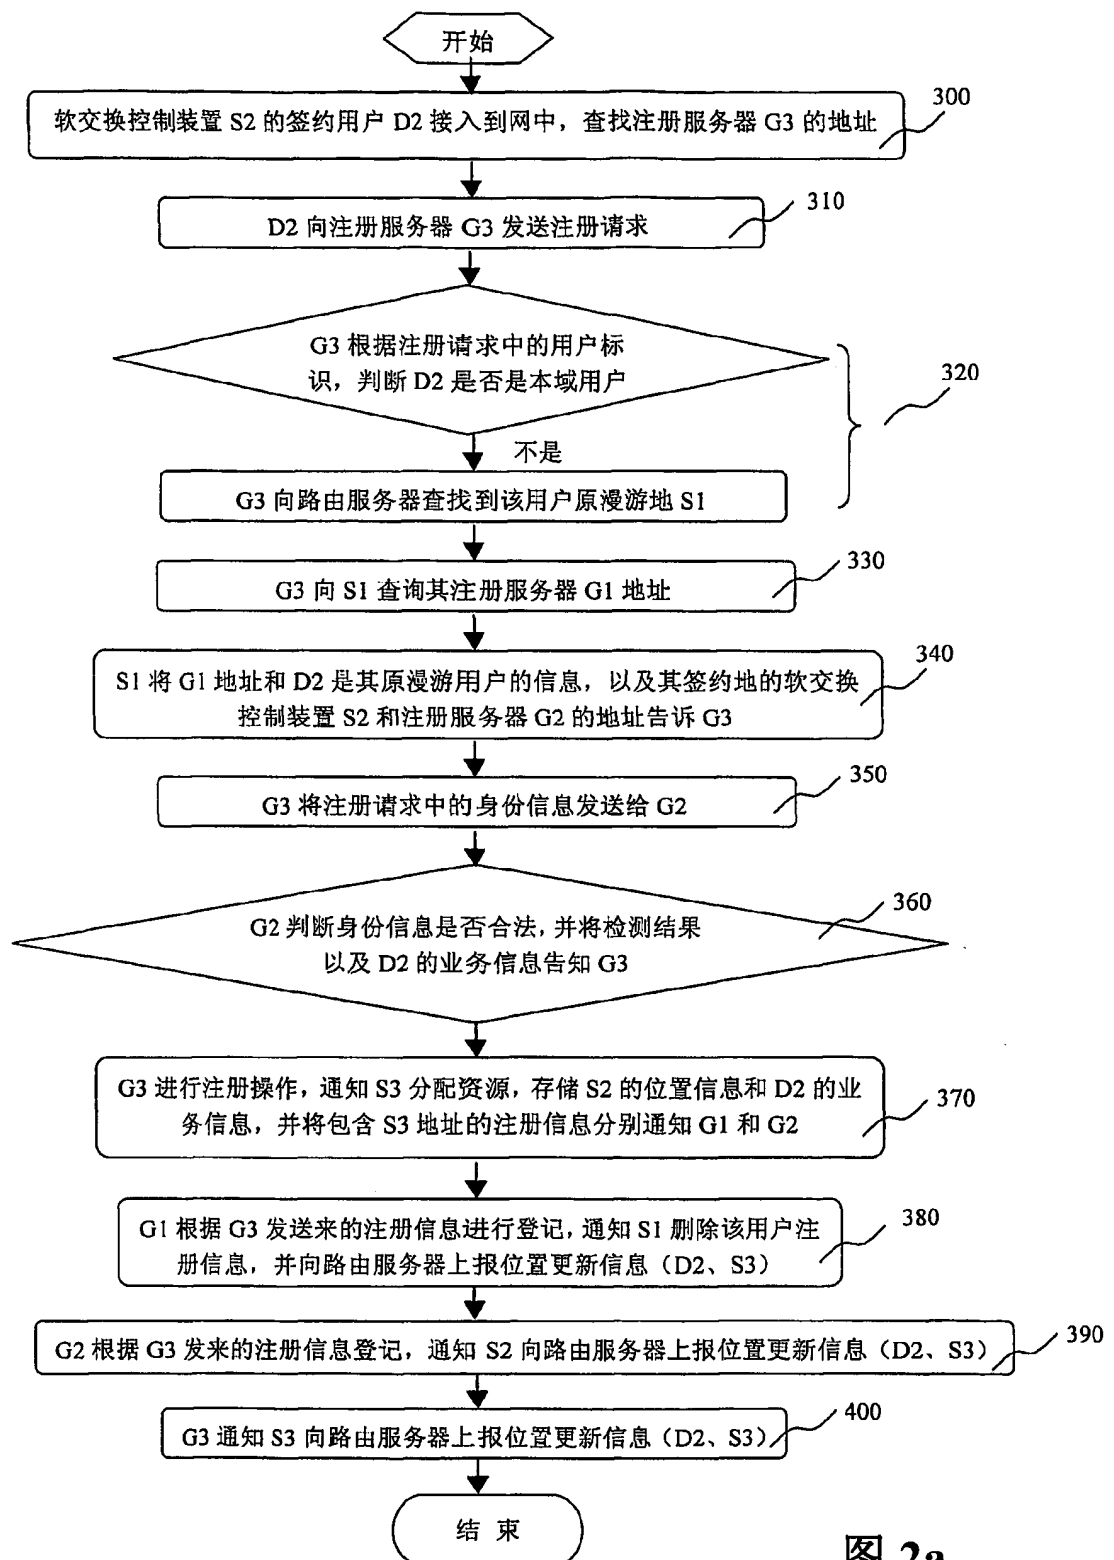 开始
软交换控制装置 S2 的签约用户 D2 接入到网中，查找注册服务器 G3 的地址
300
D2 向注册服务器 G3 发送注册请求
310
G3 根据注册请求中的用户标
识，判断 D2 是否是本域用户
320
不是
G3 向路由服务器查找到该用户原漫游地 S1
G3 向 S1 查询其注册服务器 G1 地址
330
S1 将 G1 地址和 D2 是其原漫游用户的信息，以及其签约地的软交换
控制装置 S2 和注册服务器 G2 的地址告诉 G3
340
G3 将注册请求中的身份信息发送给 G2
350
G2 判断身份信息是否合法，并将检测结果
以及 D2 的业务信息告知 G3
360
G3 进行注册操作，通知 S3 分配资源，存储 S2 的位置信息和 D2 的业
务信息，并将包含 S3 地址的注册信息分别通知 G1 和 G2
370
G1 根据 G3 发送来的注册信息进行登记，通知 S1 删除该用户注
册信息，并向路由服务器上报位置更新信息（D2、S3）
380
G2 根据 G3 发来的注册信息登记，通知 S2 向路由服务器上报位置更新信息（D2、S3）
390
G3 通知 S3 向路由服务器上报位置更新信息（D2、S3）
400
结 束
图 2a